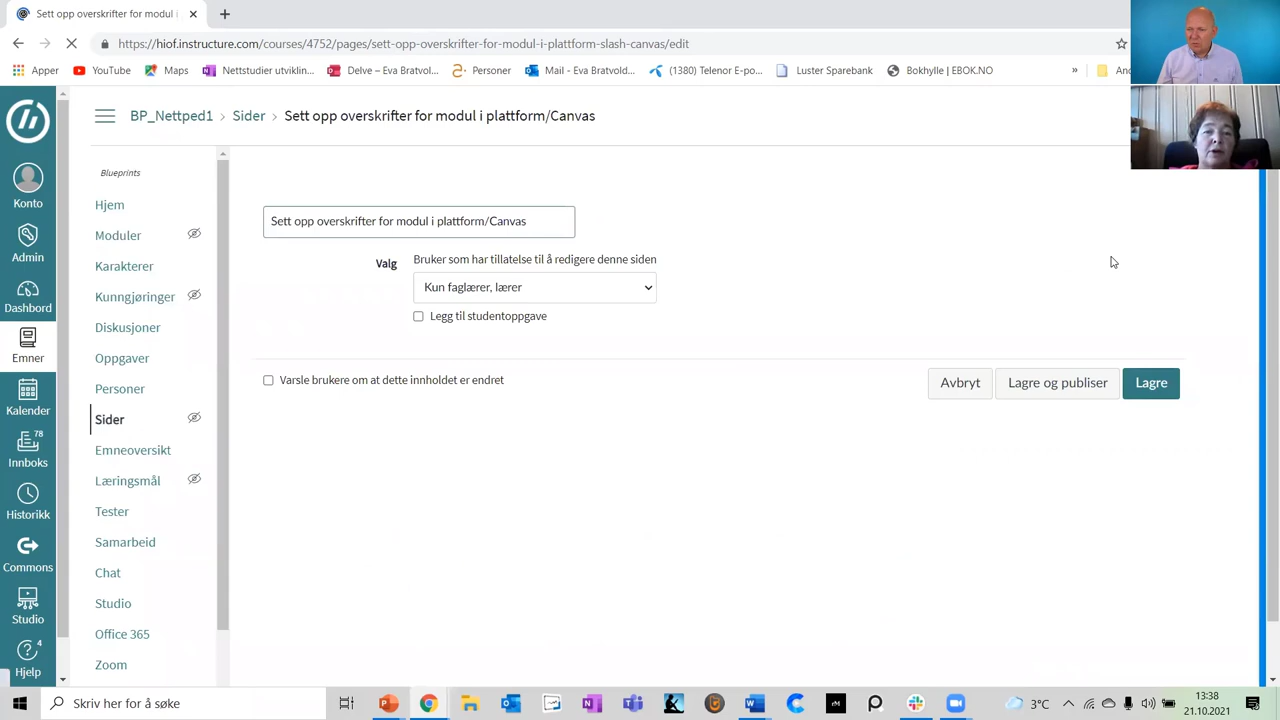 Sett opp overskrifter for modul i
https://hiof.instructure.com/courses/4752/pages/sett-opp-overskrifter-for-modul-i-plattform-slash-canvas/edit
Apper
YouTube
Maps
Nettstudier utviklin...
Delve – Eva Bratvol...
Personer
Mail - Eva Bratvold...
(1380) Telenor E-po...
Luster Sparebank
Bokhylle | EBOK.NO
»
BP_Nettped1 > Sider > Sett opp overskrifter for modul i plattform/Canvas
Konto
Admin
Dashbord
Emner
Kalender
78
Innboks
Historikk
Commons
Studio
4
Hjelp
Blueprints
Hjem
Moduler
Karakterer
Kunngjøringer
Diskusjoner
Oppgaver
Personer
Sider
Emneoversikt
Læringsmål
Tester
Samarbeid
Chat
Studio
Office 365
Zoom
Sett opp overskrifter for modul i plattform/Canvas
Valg
Bruker som har tillatelse til å redigere denne siden
Kun faglærer, lærer
Legg til studentoppgave
Varsle brukere om at dette innholdet er endret
Avbryt
Lagre og publiser
Lagre
Skriv her for å søke
3°C
13:38
21.10.2021